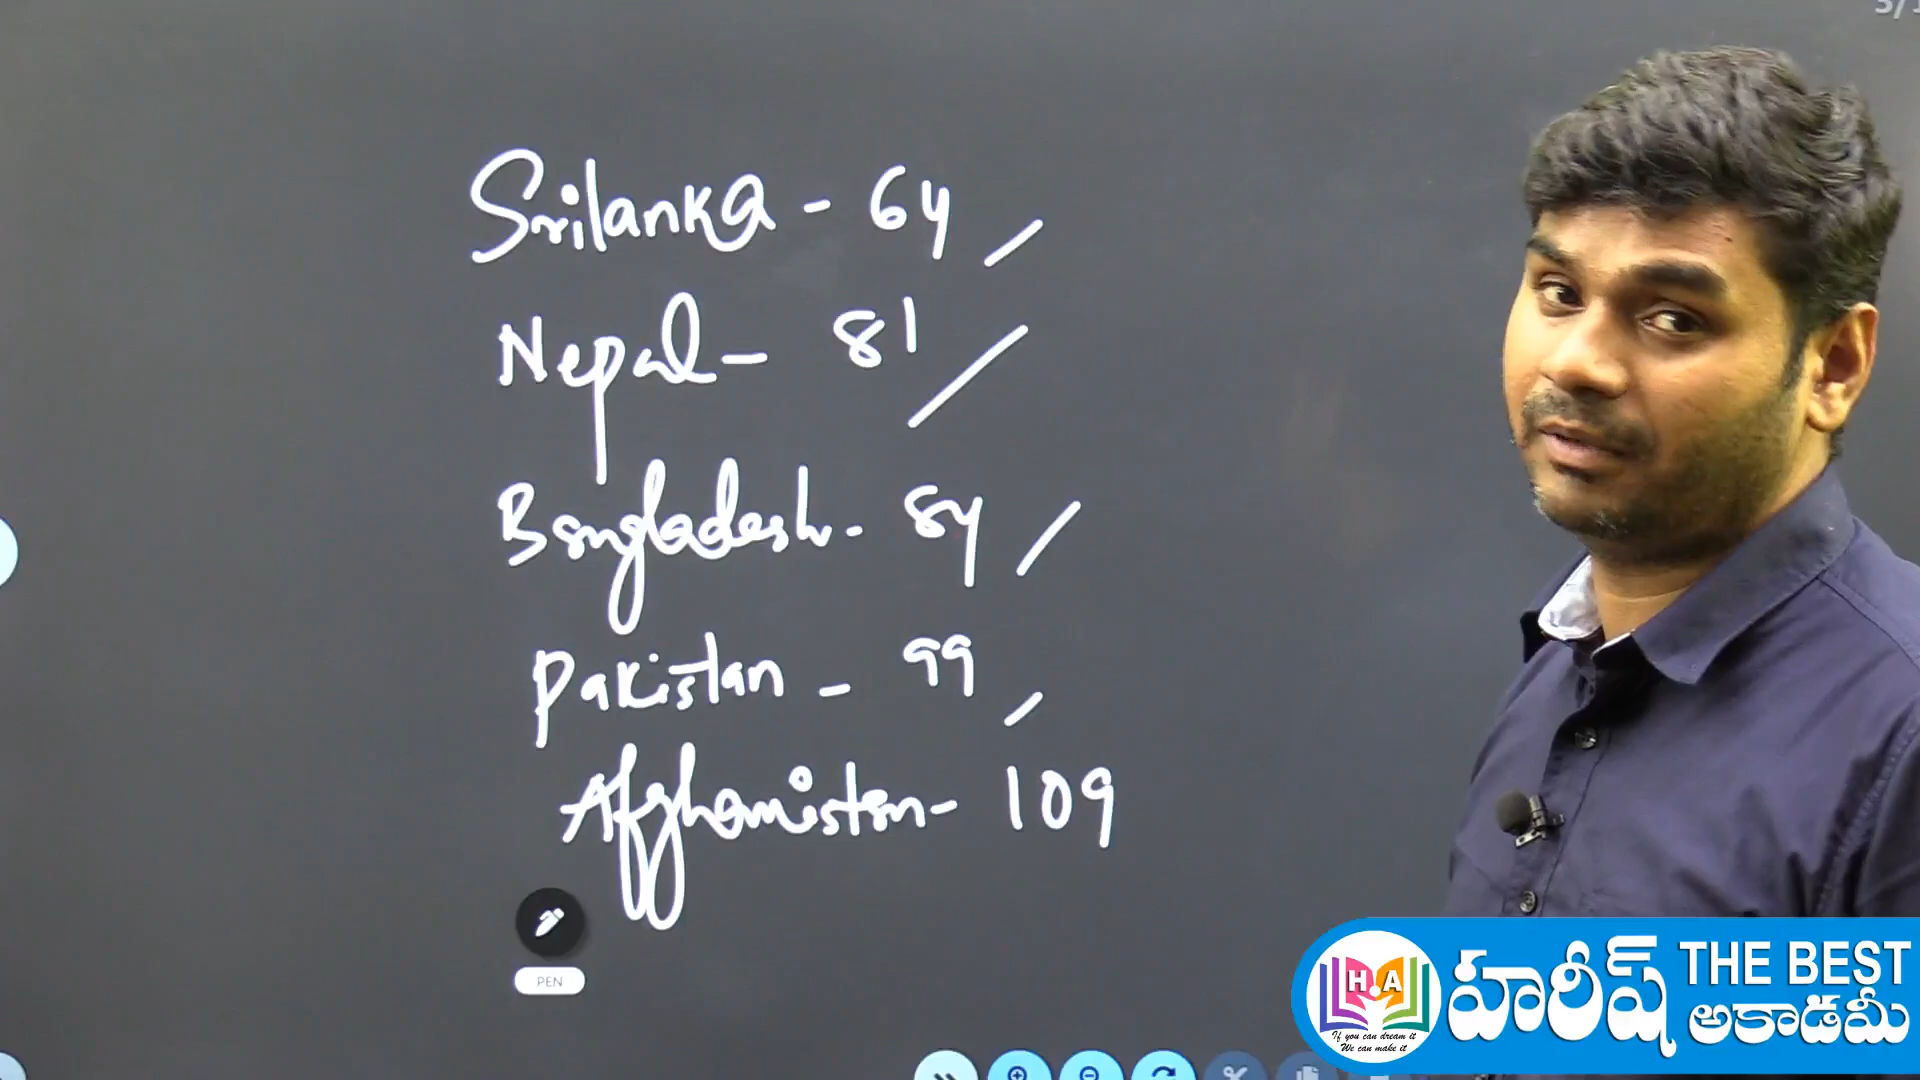 Srilanka - 64
Nepal - 81
Bangladesh - 84
Pakistan - 99
Afghanistan - 109
PEN
H.A
If you can dream it
We can make it
హరీష్ THE BEST
అకాడమీ